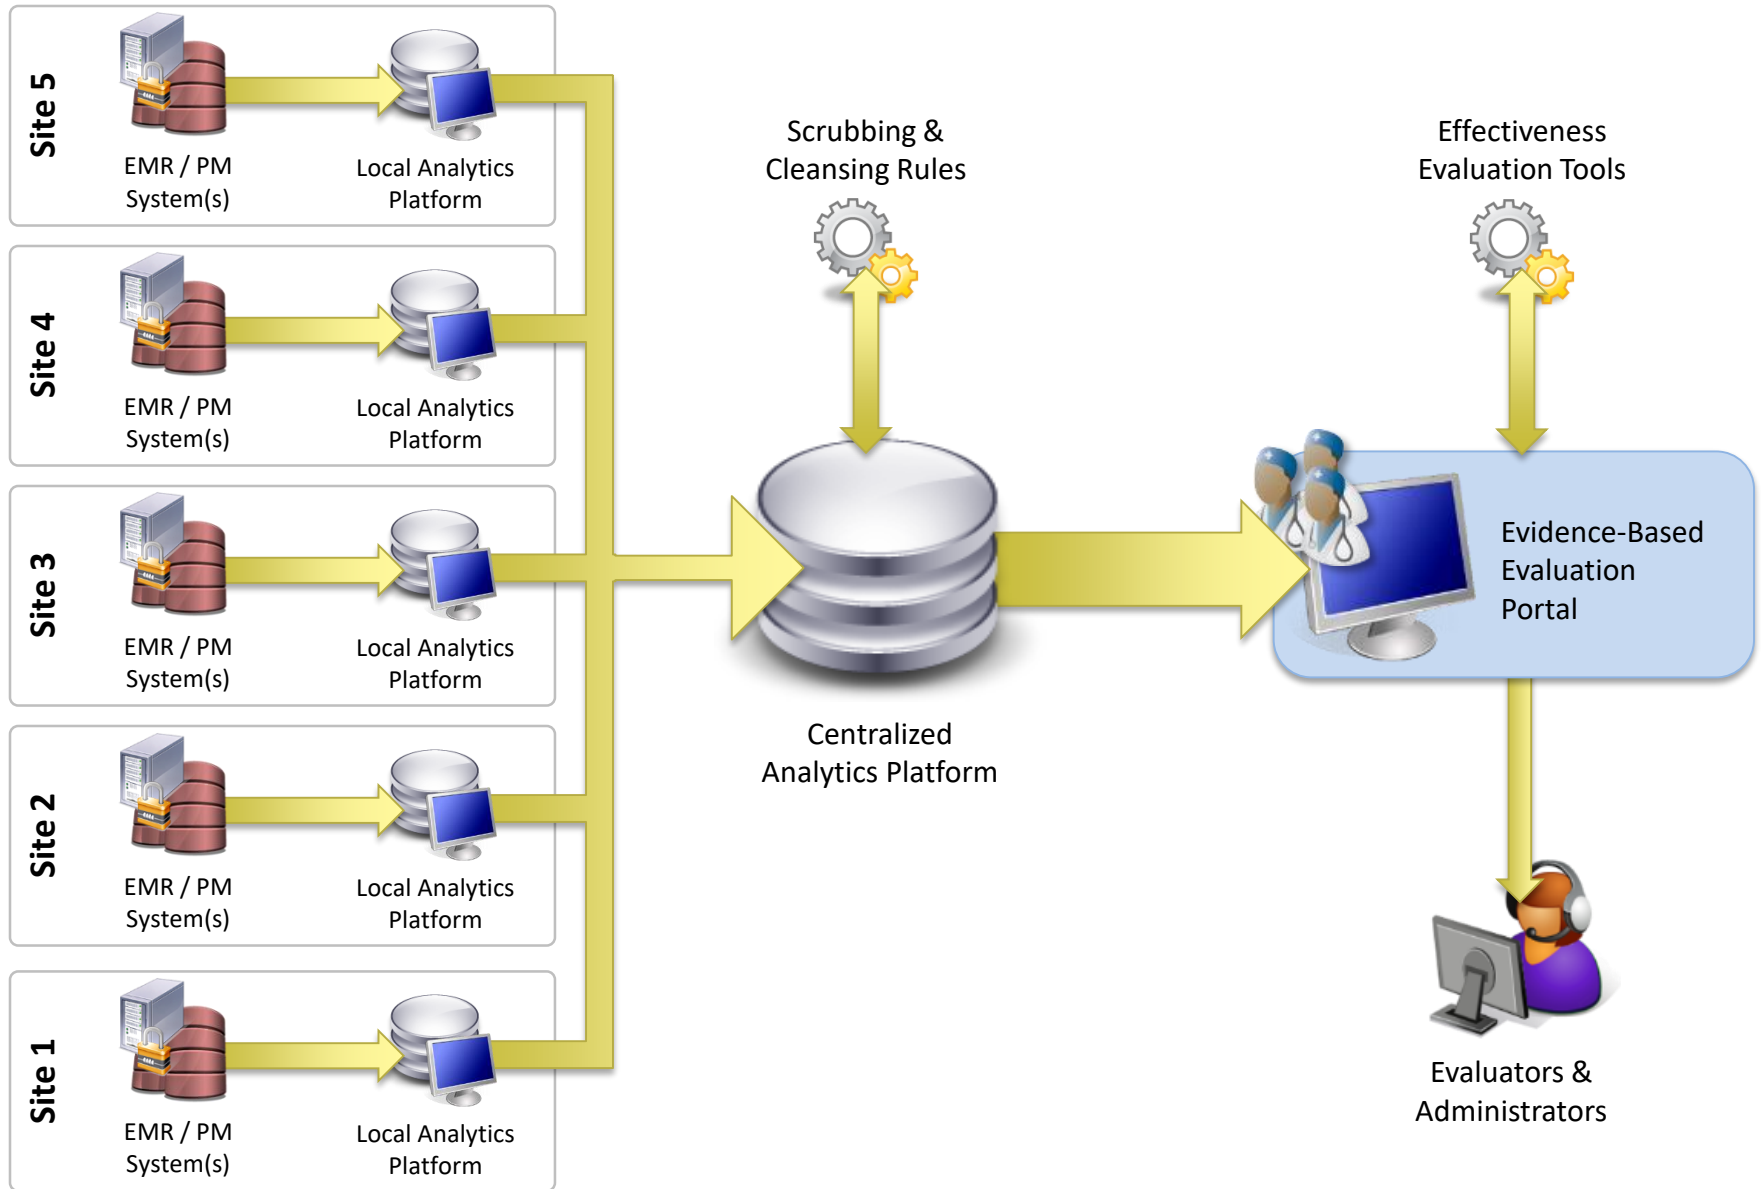 Site 5
EMR / PM
System(s)
Local Analytics
Platform
Site 4
EMR / PM
System(s)
Local Analytics
Platform
Site 3
EMR / PM
System(s)
Local Analytics
Platform
Site 2
EMR / PM
System(s)
Local Analytics
Platform
Site 1
EMR / PM
System(s)
Local Analytics
Platform
Scrubbing &
Cleansing Rules
Centralized
Analytics Platform
Effectiveness
Evaluation Tools
Evidence-Based
Evaluation
Portal
Evaluators &
Administrators